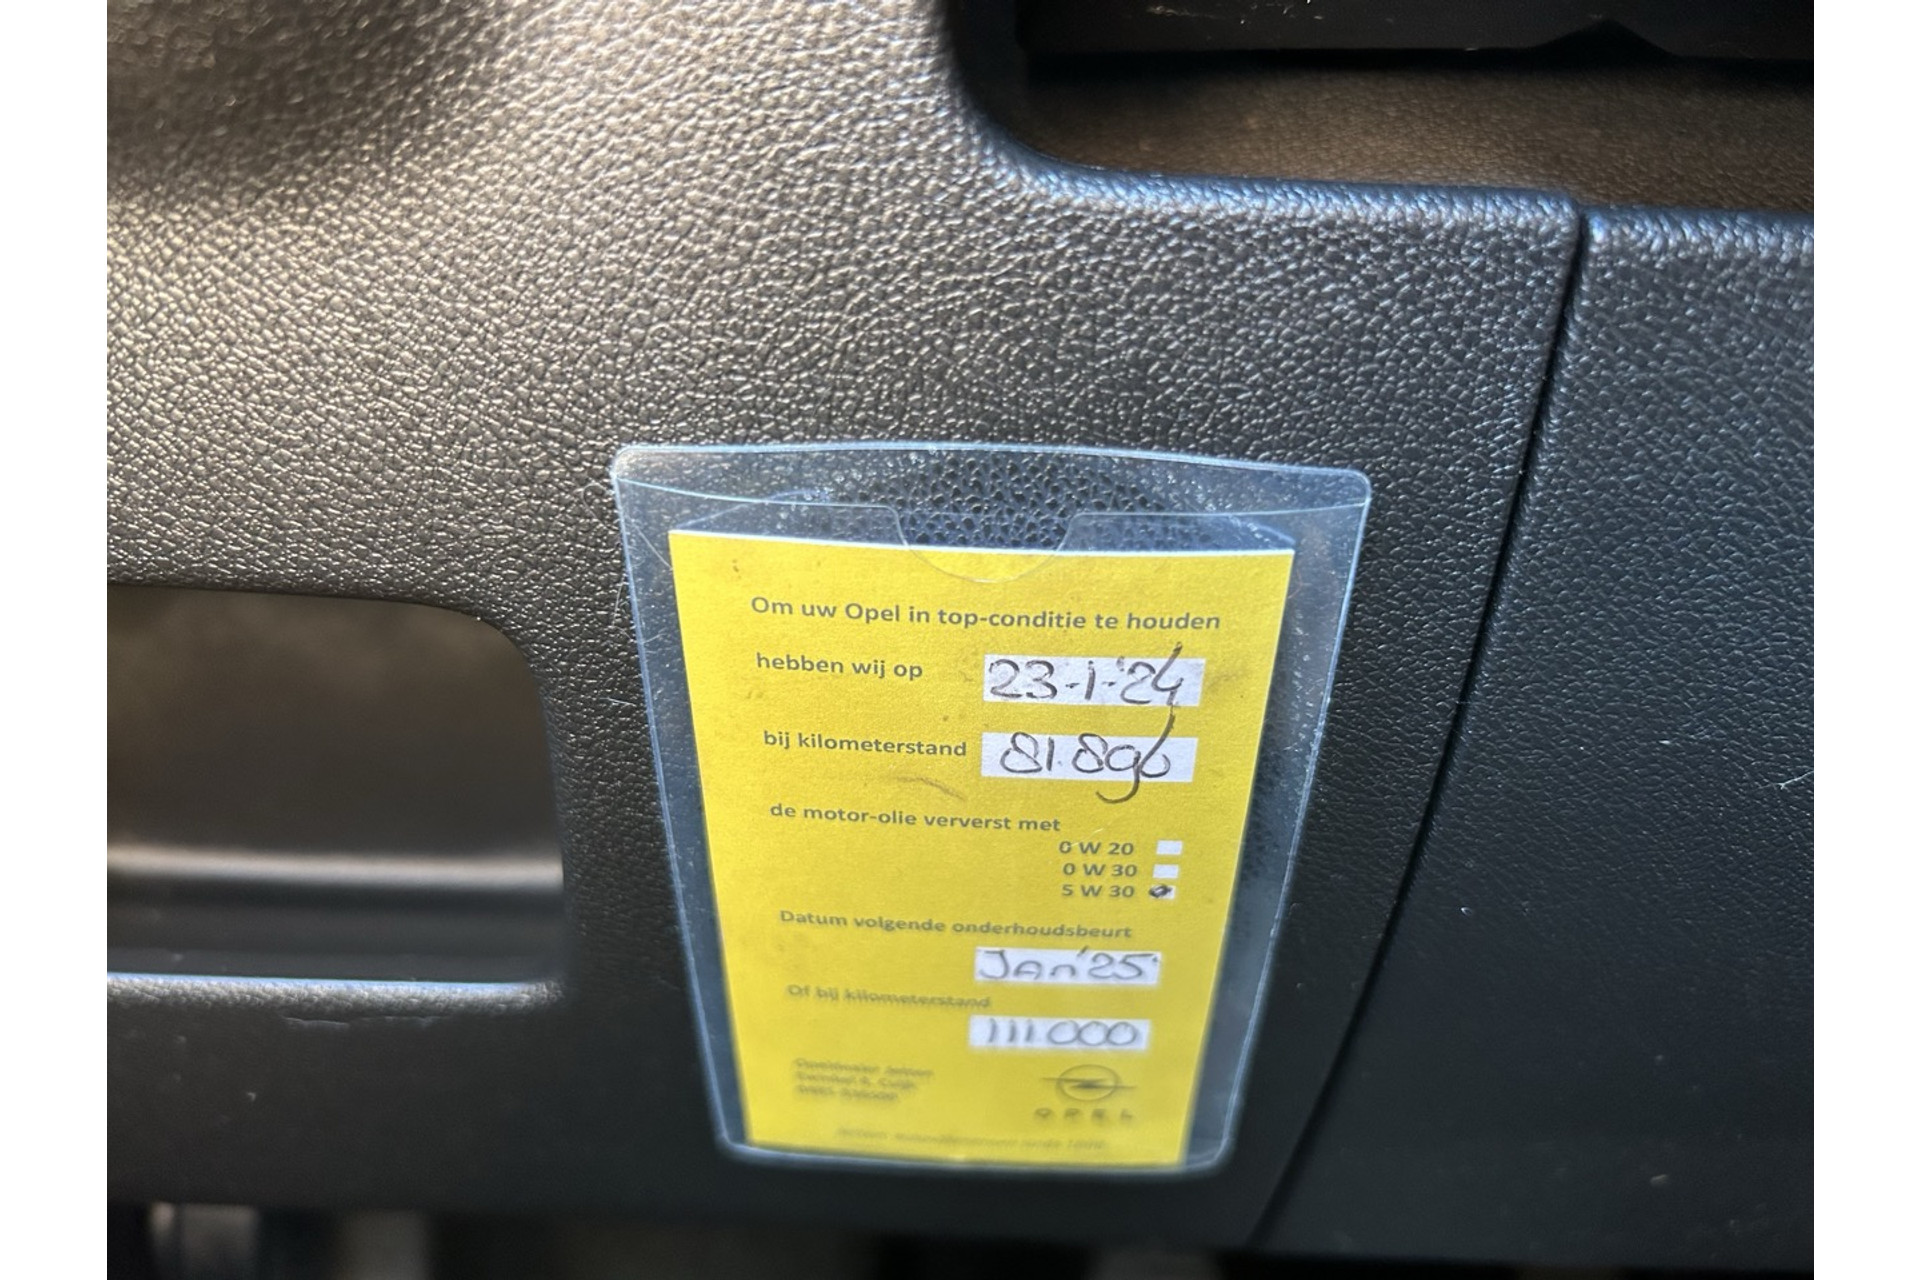 Om uw Opel in top-conditie te houden
hebben wij op 23-1-'24
bij kilometerstand 81.896
de motor-olie ververst met
0 W 20
0 W 30
5 W 30
Datum volgende onderhoudsbeurt
Jan '25
Of bij kilometerstand
111.000
OPEL